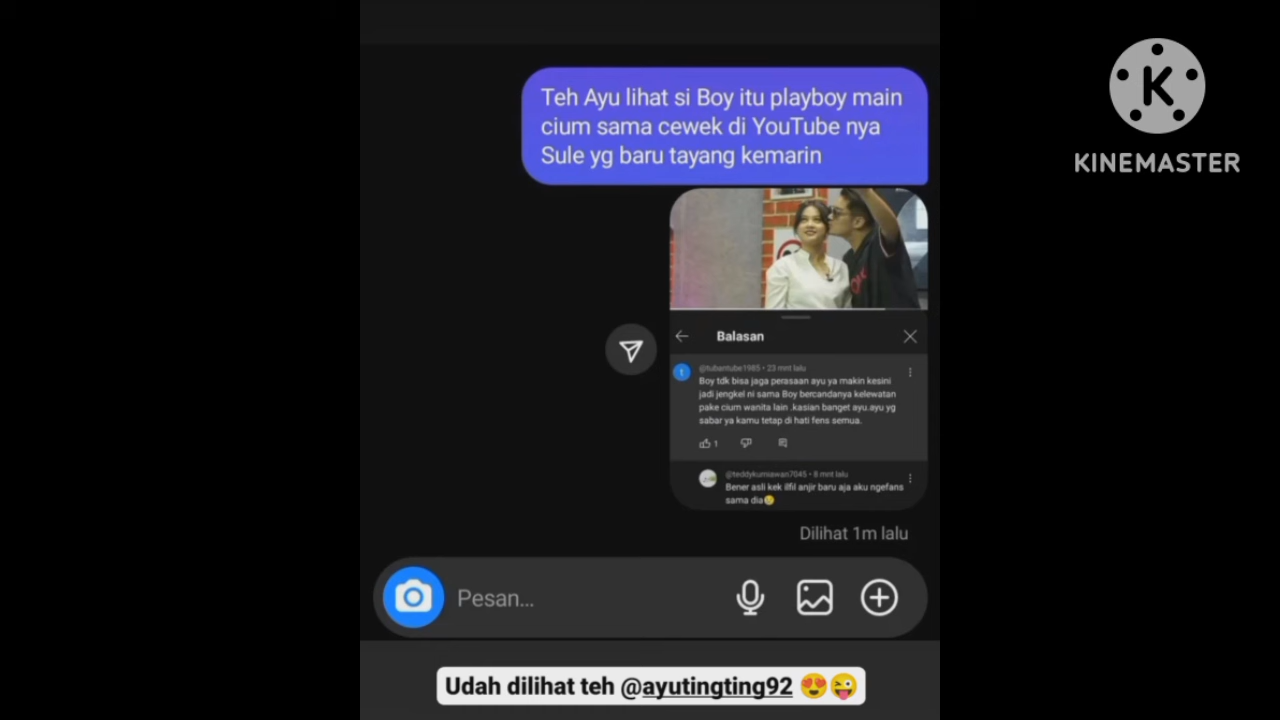 Teh Ayu lihat si Boy itu playboy main
cium sama cewek di YouTube nya
Sule yg baru tayang kemarin
KINEMASTER
Balasan
@tubantube1985 • 23 mnt lalu
Boy tdk bisa jaga perasaan ayu ya makin kesini
jadi jengkel ni sama Boy bercandanya kelewatan
pake cium wanita lain .kasian banget ayu.ayu yg
sabar ya kamu tetap di hati fens semua.
1
@teddykurniawan7045 • 8 mnt lalu
Bener asli kek ilfil anjir baru aja aku ngefans
sama dia😢
Dilihat 1m lalu
Pesan...
Udah dilihat teh @ayutingting92 😍😜